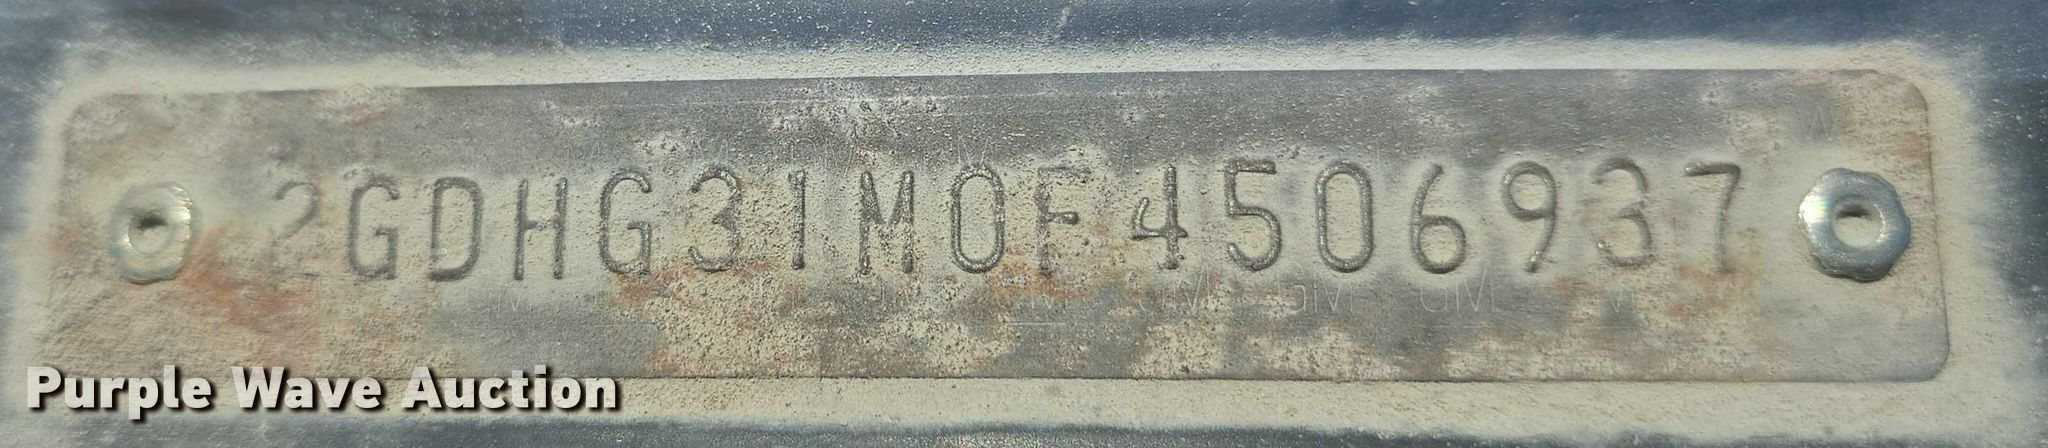 2GDHG31M0F4506937
Purple Wave Auction